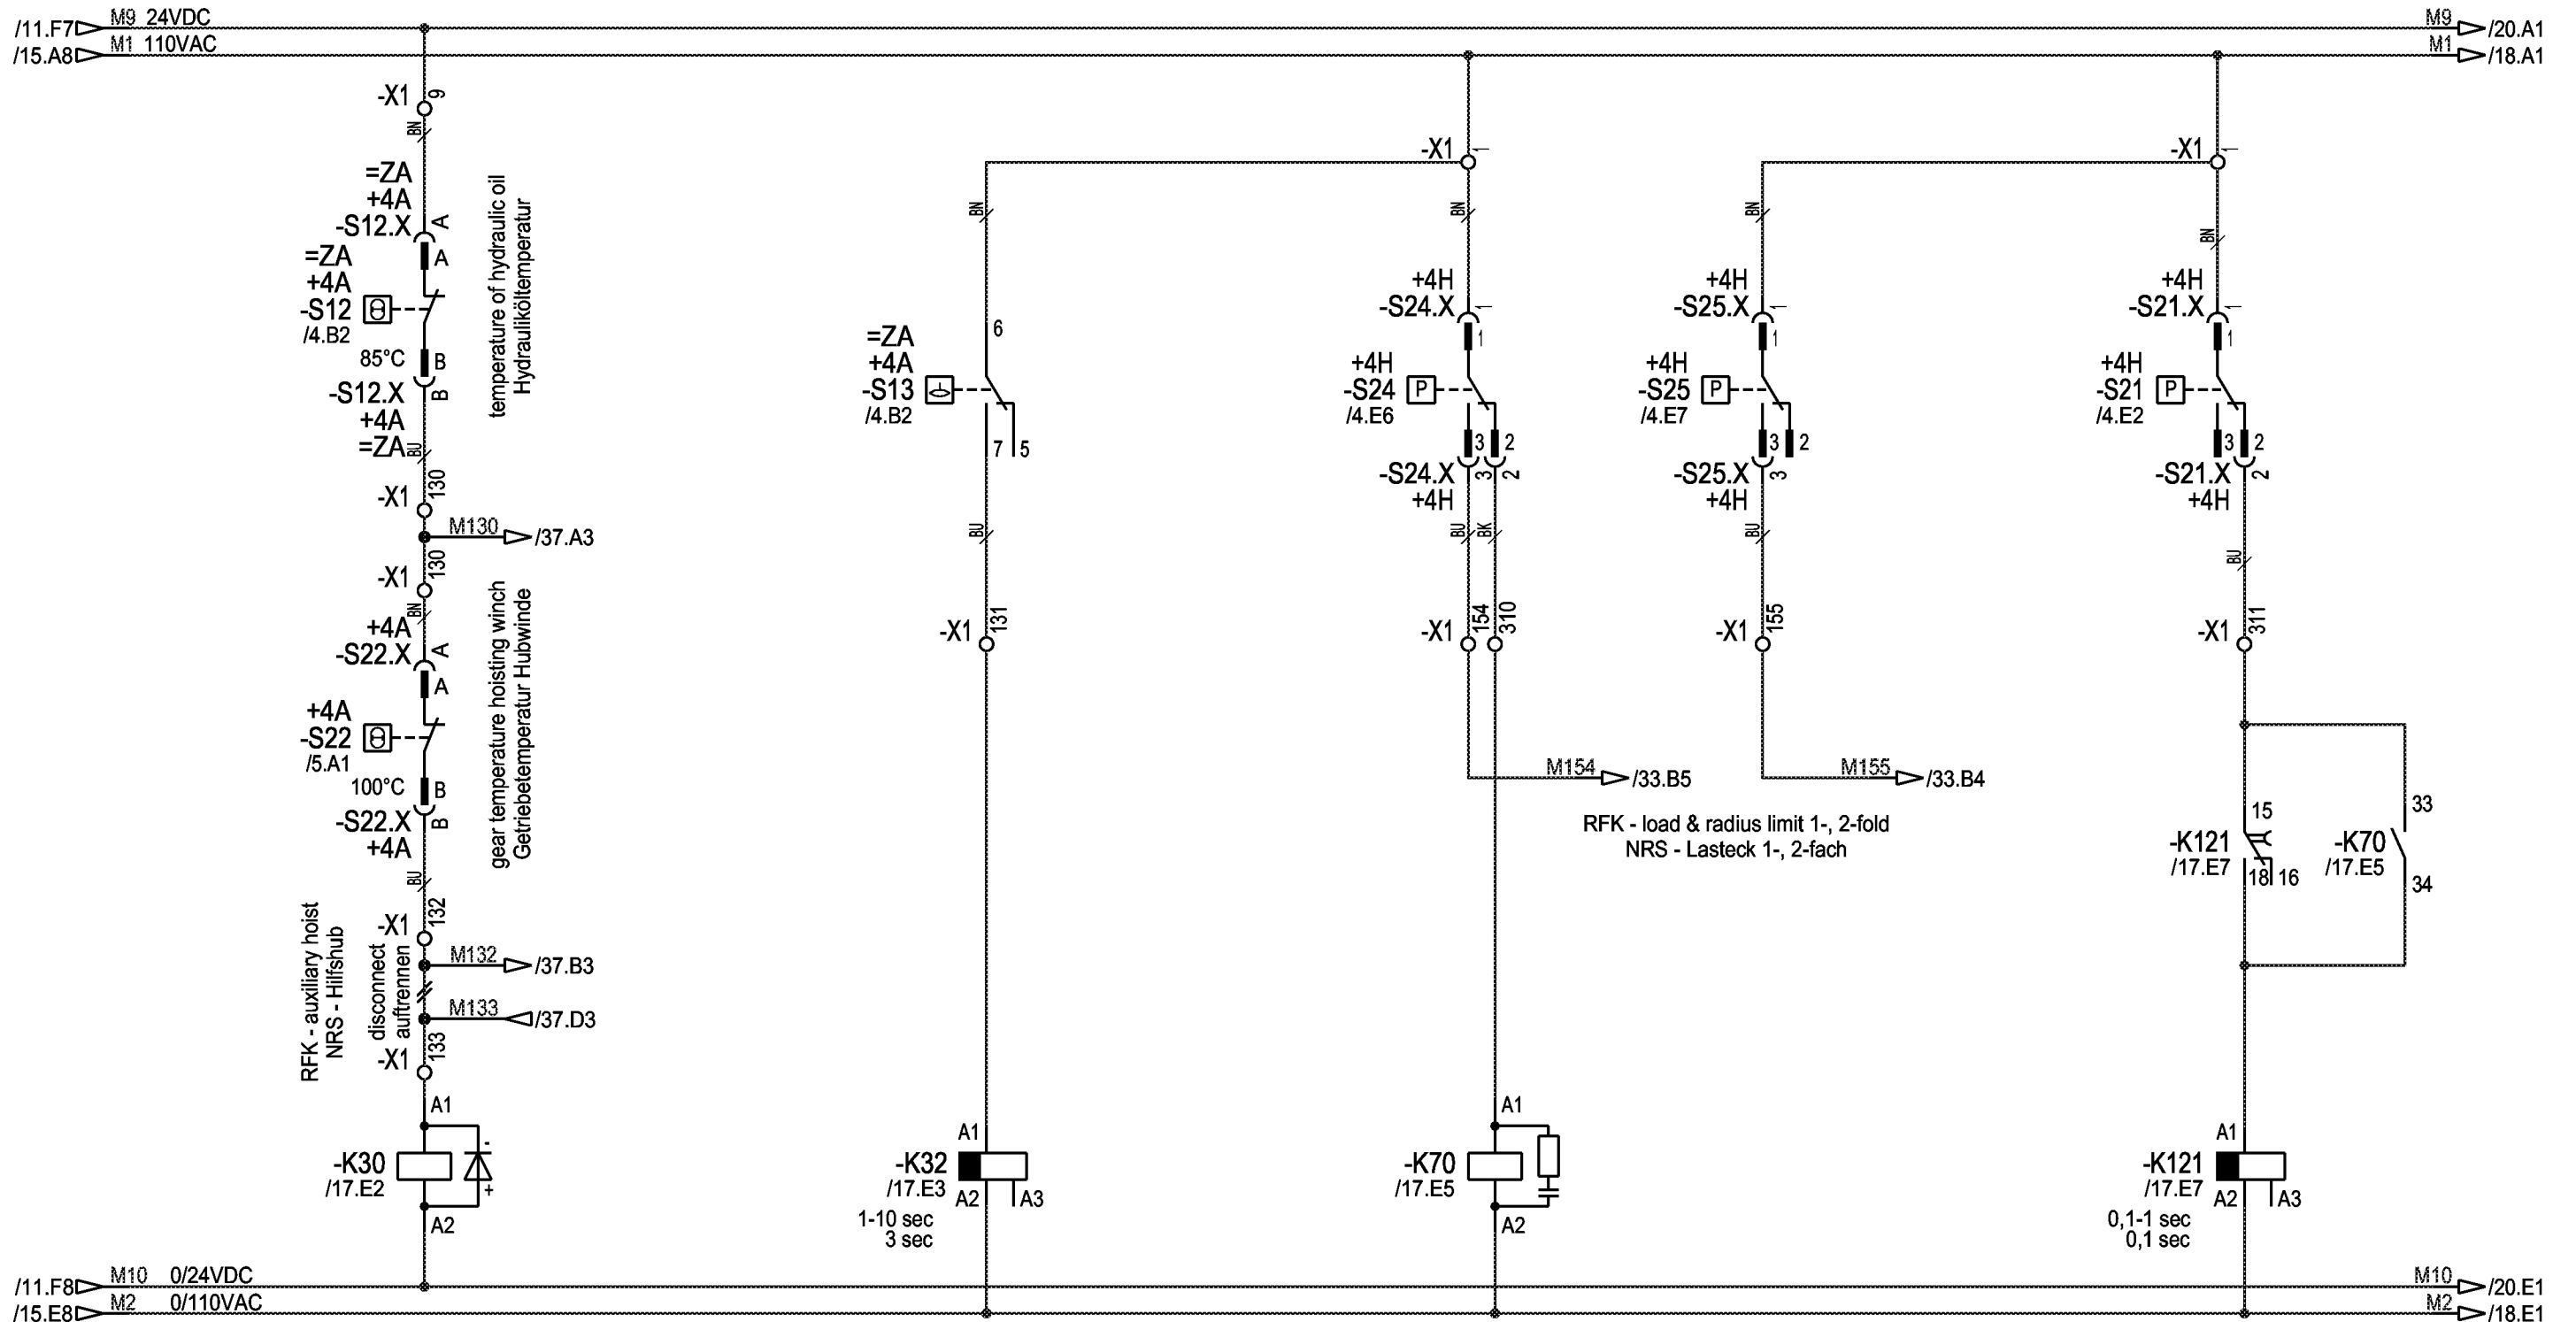 /11.F7 M9 24VDC M9 /20.A1
/15.A8 M1 110VAC M1 /18.A1
-X1 9
BN
=ZA
+4A
-S12.X A
=ZA
+4A
-S12
/4.B2
A
85°C
B
-S12.X B
+4A
=ZA
BU
temperature of hydraulic oil
Hydrauliköltemperatur
-X1 130
M130 /37.A3
-X1 130
BN
+4A
-S22.X A
+4A
-S22
/5.A1
A
100°C
B
-S22.X B
+4A
BU
gear temperature hoisting winch
Getriebetemperatur Hubwinde
-X1 132
M132 /37.B3
RFK - auxiliary hoist
NRS - Hilfshub
disconnect
auftrennen
M133 /37.D3
-X1 133
A1
-K30
/17.E2
-
+
A2
BN
6
=ZA
+4A
-S13
/4.B2
7 5
BU
-X1 131
A1
-K32
/17.E3
A2 A3
1-10 sec
3 sec
-X1 1
BN
+4H
-S24.X 1
1
+4H
-S24
/4.E6
3 2
-S24.X 3 2
+4H
BU BK
-X1 154 310
M154 /33.B5
A1
-K70
/17.E5
A2
BN
+4H
-S25.X 1
1
+4H
-S25
/4.E7
3 2
-S25.X 3
+4H
BU
-X1 155
M155 /33.B4
RFK - load & radius limit 1-, 2-fold
NRS - Lasteck 1-, 2-fach
-X1 1
BN
+4H
-S21.X 1
1
+4H
-S21
/4.E2
3 2
-S21.X 2
+4H
BU
-X1 311
15
-K121
/17.E7
18 16
33
-K70
/17.E5
34
A1
-K121
/17.E7
A2 A3
0,1-1 sec
0,1 sec
/11.F8 M10 0/24VDC M10 /20.E1
/15.E8 M2 0/110VAC M2 /18.E1
P
P
P